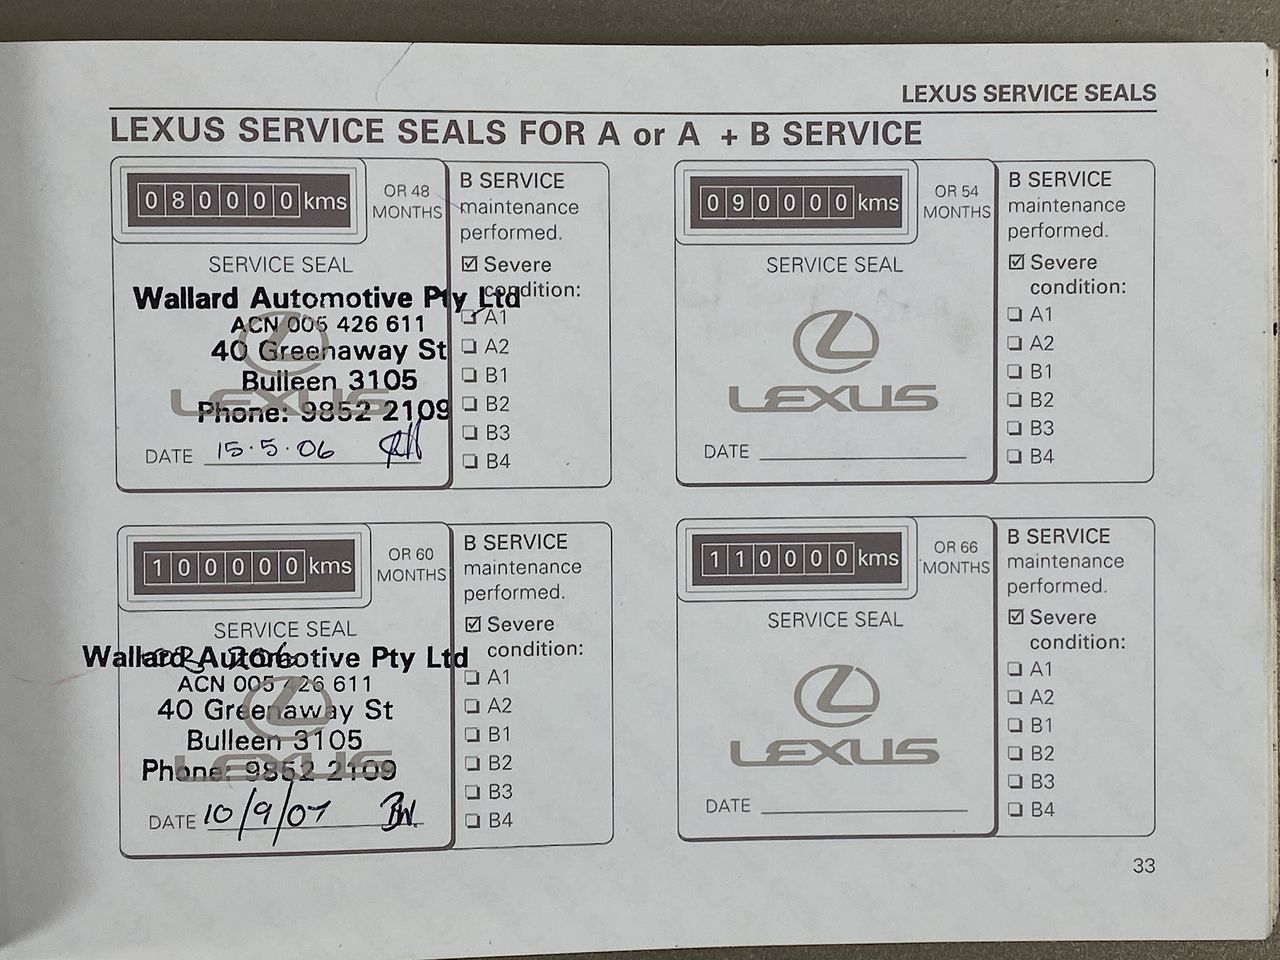 LEXUS SERVICE SEALS
LEXUS SERVICE SEALS FOR A or A + B SERVICE
080000 kms
OR 48
MONTHS
SERVICE SEAL
Wallard Automotive Pty Ltd
ACN 005 426 611
40 Greenaway St
Bulleen 3105
Phone: 9852 2109
LEXUS
DATE 15.5.06
B SERVICE
maintenance
performed.
☑ Severe
condition:
❏ A1
❏ A2
❏ B1
❏ B2
❏ B3
❏ B4
090000 kms
OR 54
MONTHS
SERVICE SEAL
LEXUS
DATE
B SERVICE
maintenance
performed.
☑ Severe
condition:
❏ A1
❏ A2
❏ B1
❏ B2
❏ B3
❏ B4
100000 kms
OR 60
MONTHS
SERVICE SEAL
Wallard Automotive Pty Ltd
ACN 005 426 611
40 Greenaway St
Bulleen 3105
Phone: 9852 2109
LEXUS
DATE 10/9/07 BW.
B SERVICE
maintenance
performed.
☑ Severe
condition:
❏ A1
❏ A2
❏ B1
❏ B2
❏ B3
❏ B4
110000 kms
OR 66
MONTHS
SERVICE SEAL
LEXUS
DATE
B SERVICE
maintenance
performed.
☑ Severe
condition:
❏ A1
❏ A2
❏ B1
❏ B2
❏ B3
❏ B4
33